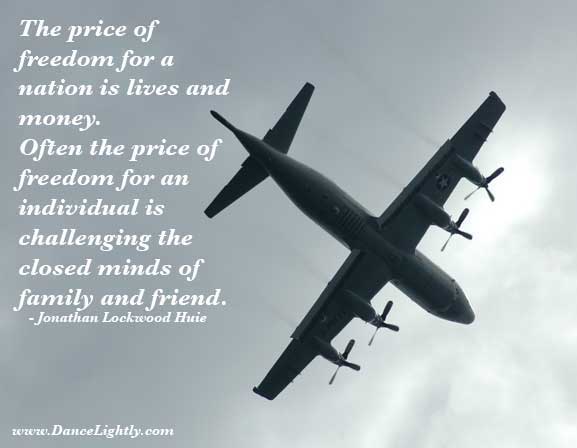 The price of
freedom for a
nation is lives and
money.
Often the price of
freedom for an
individual is
challenging the
closed minds of
family and friend.
- Jonathan Lockwood Huie
www.DanceLightly.com